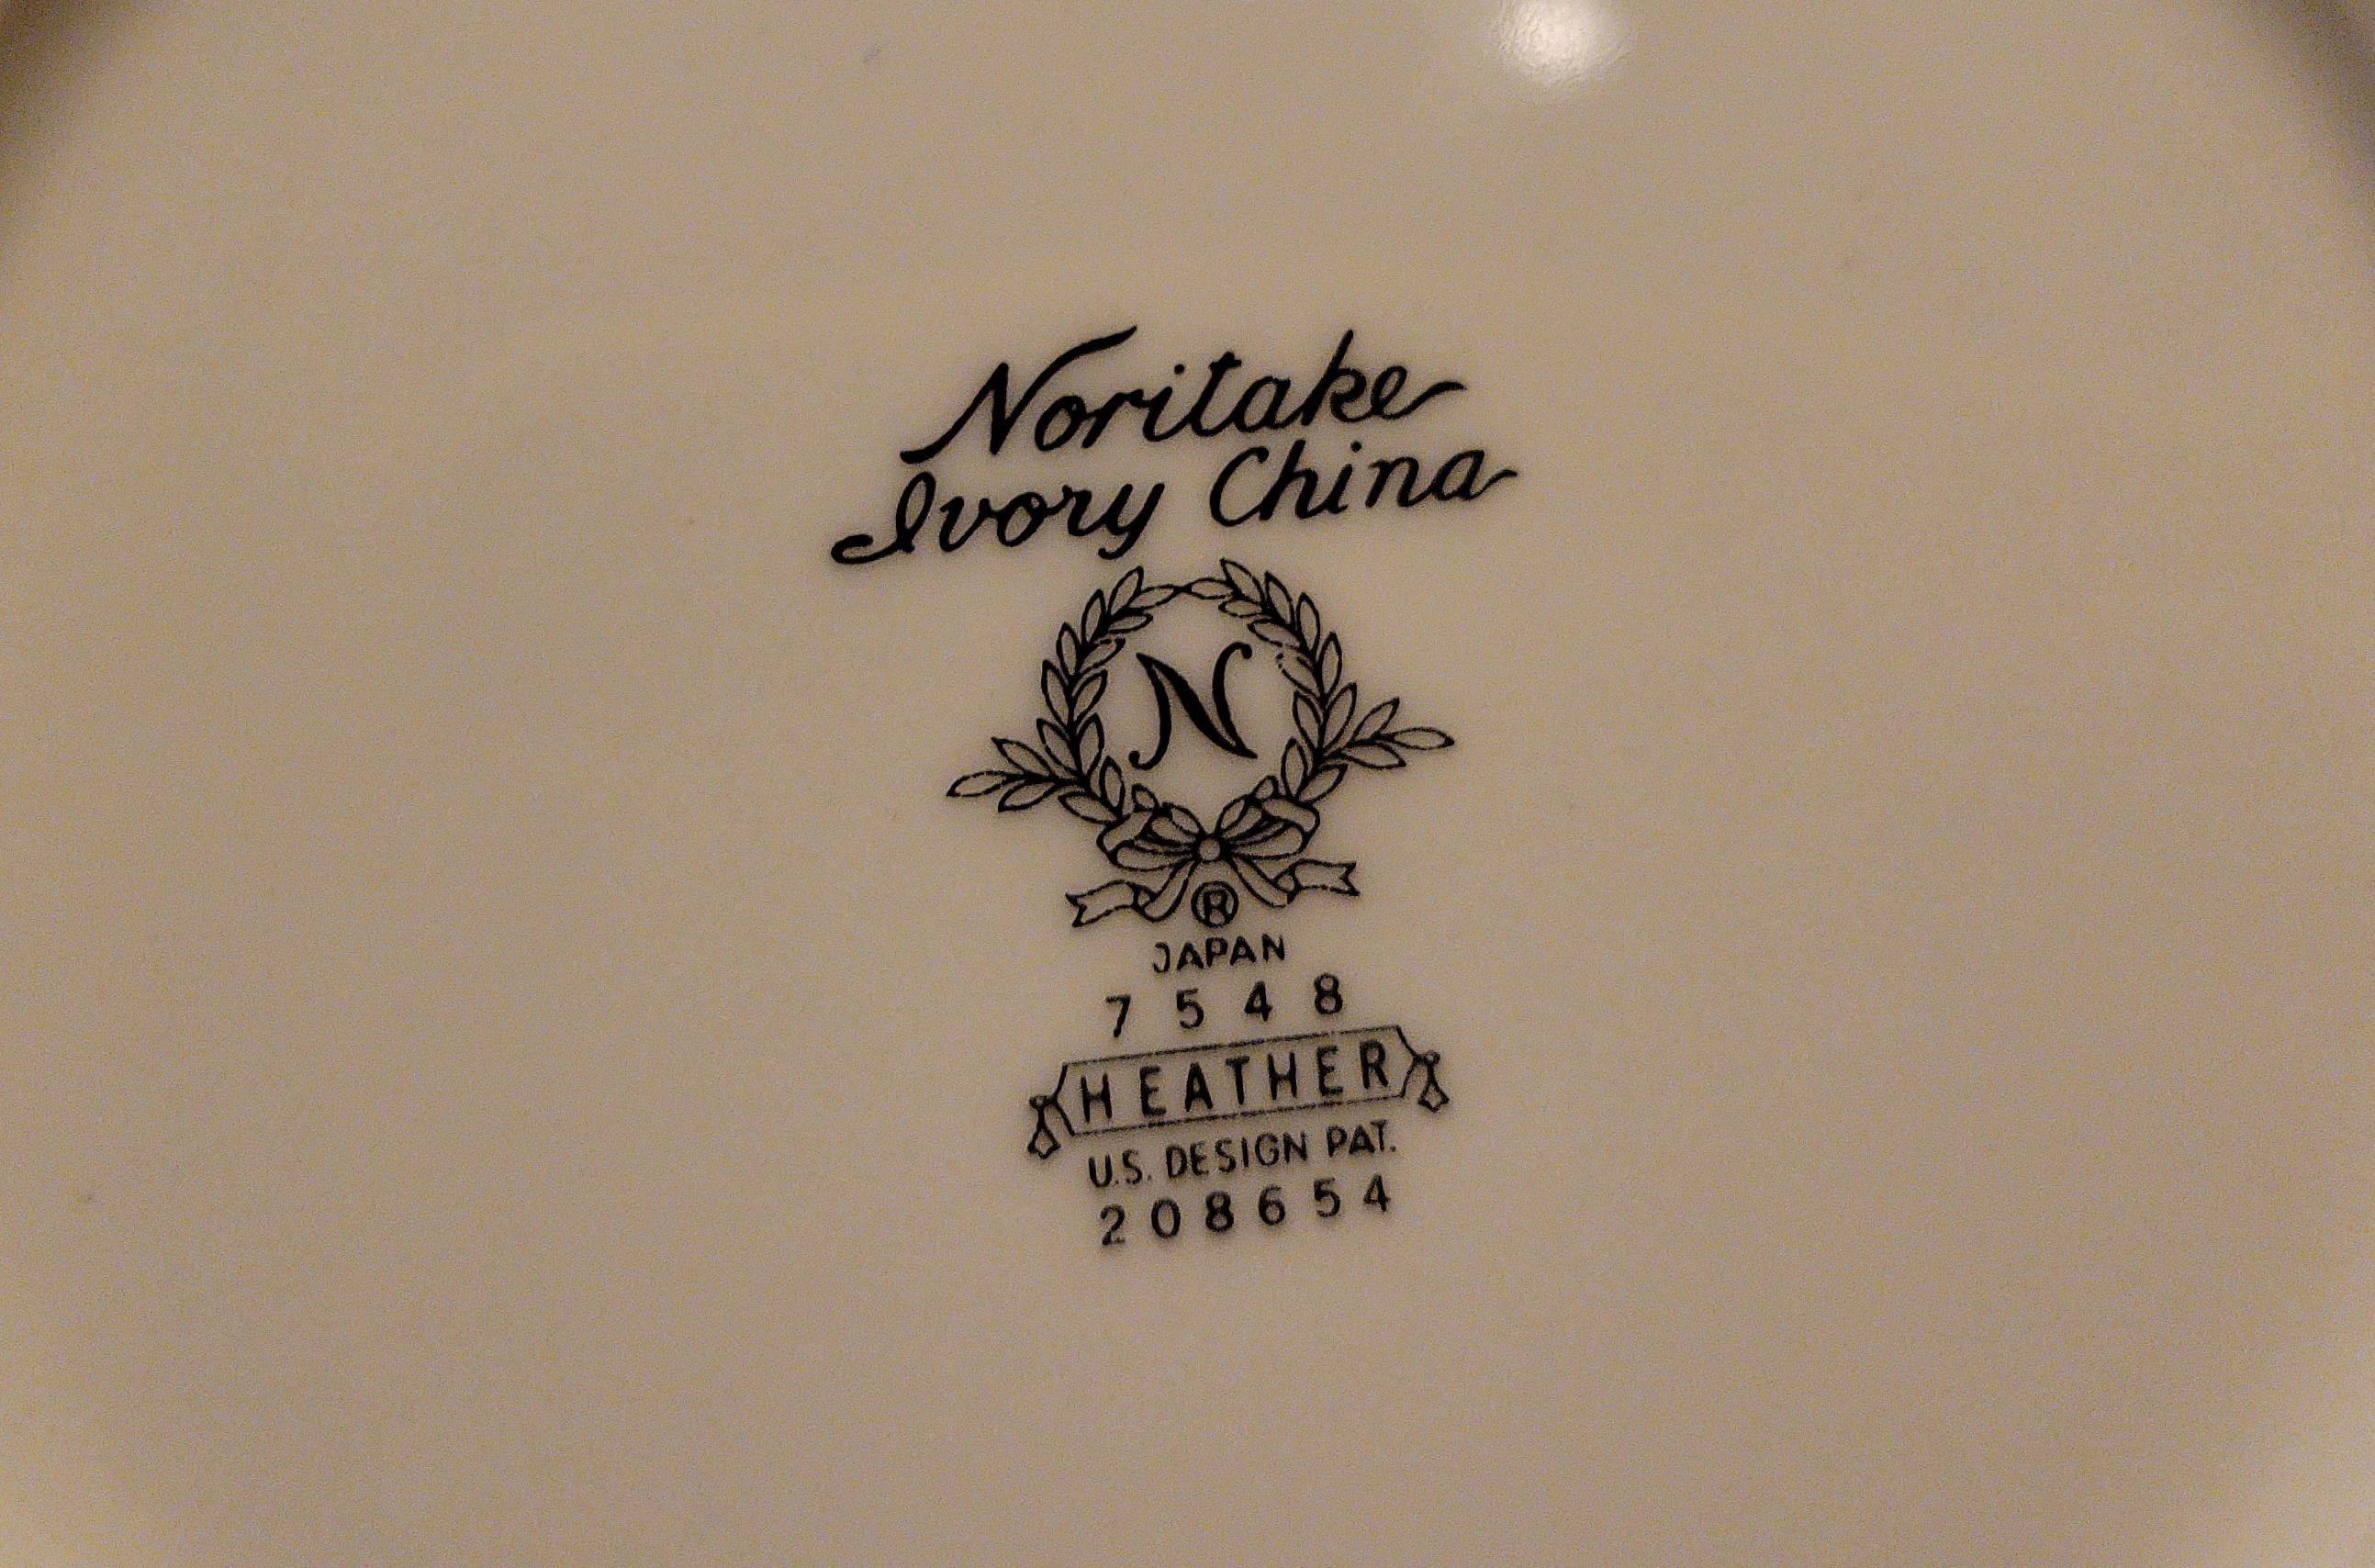 Noritake
Ivory China
N
®
JAPAN
7548
HEATHER
U.S. DESIGN PAT.
208654